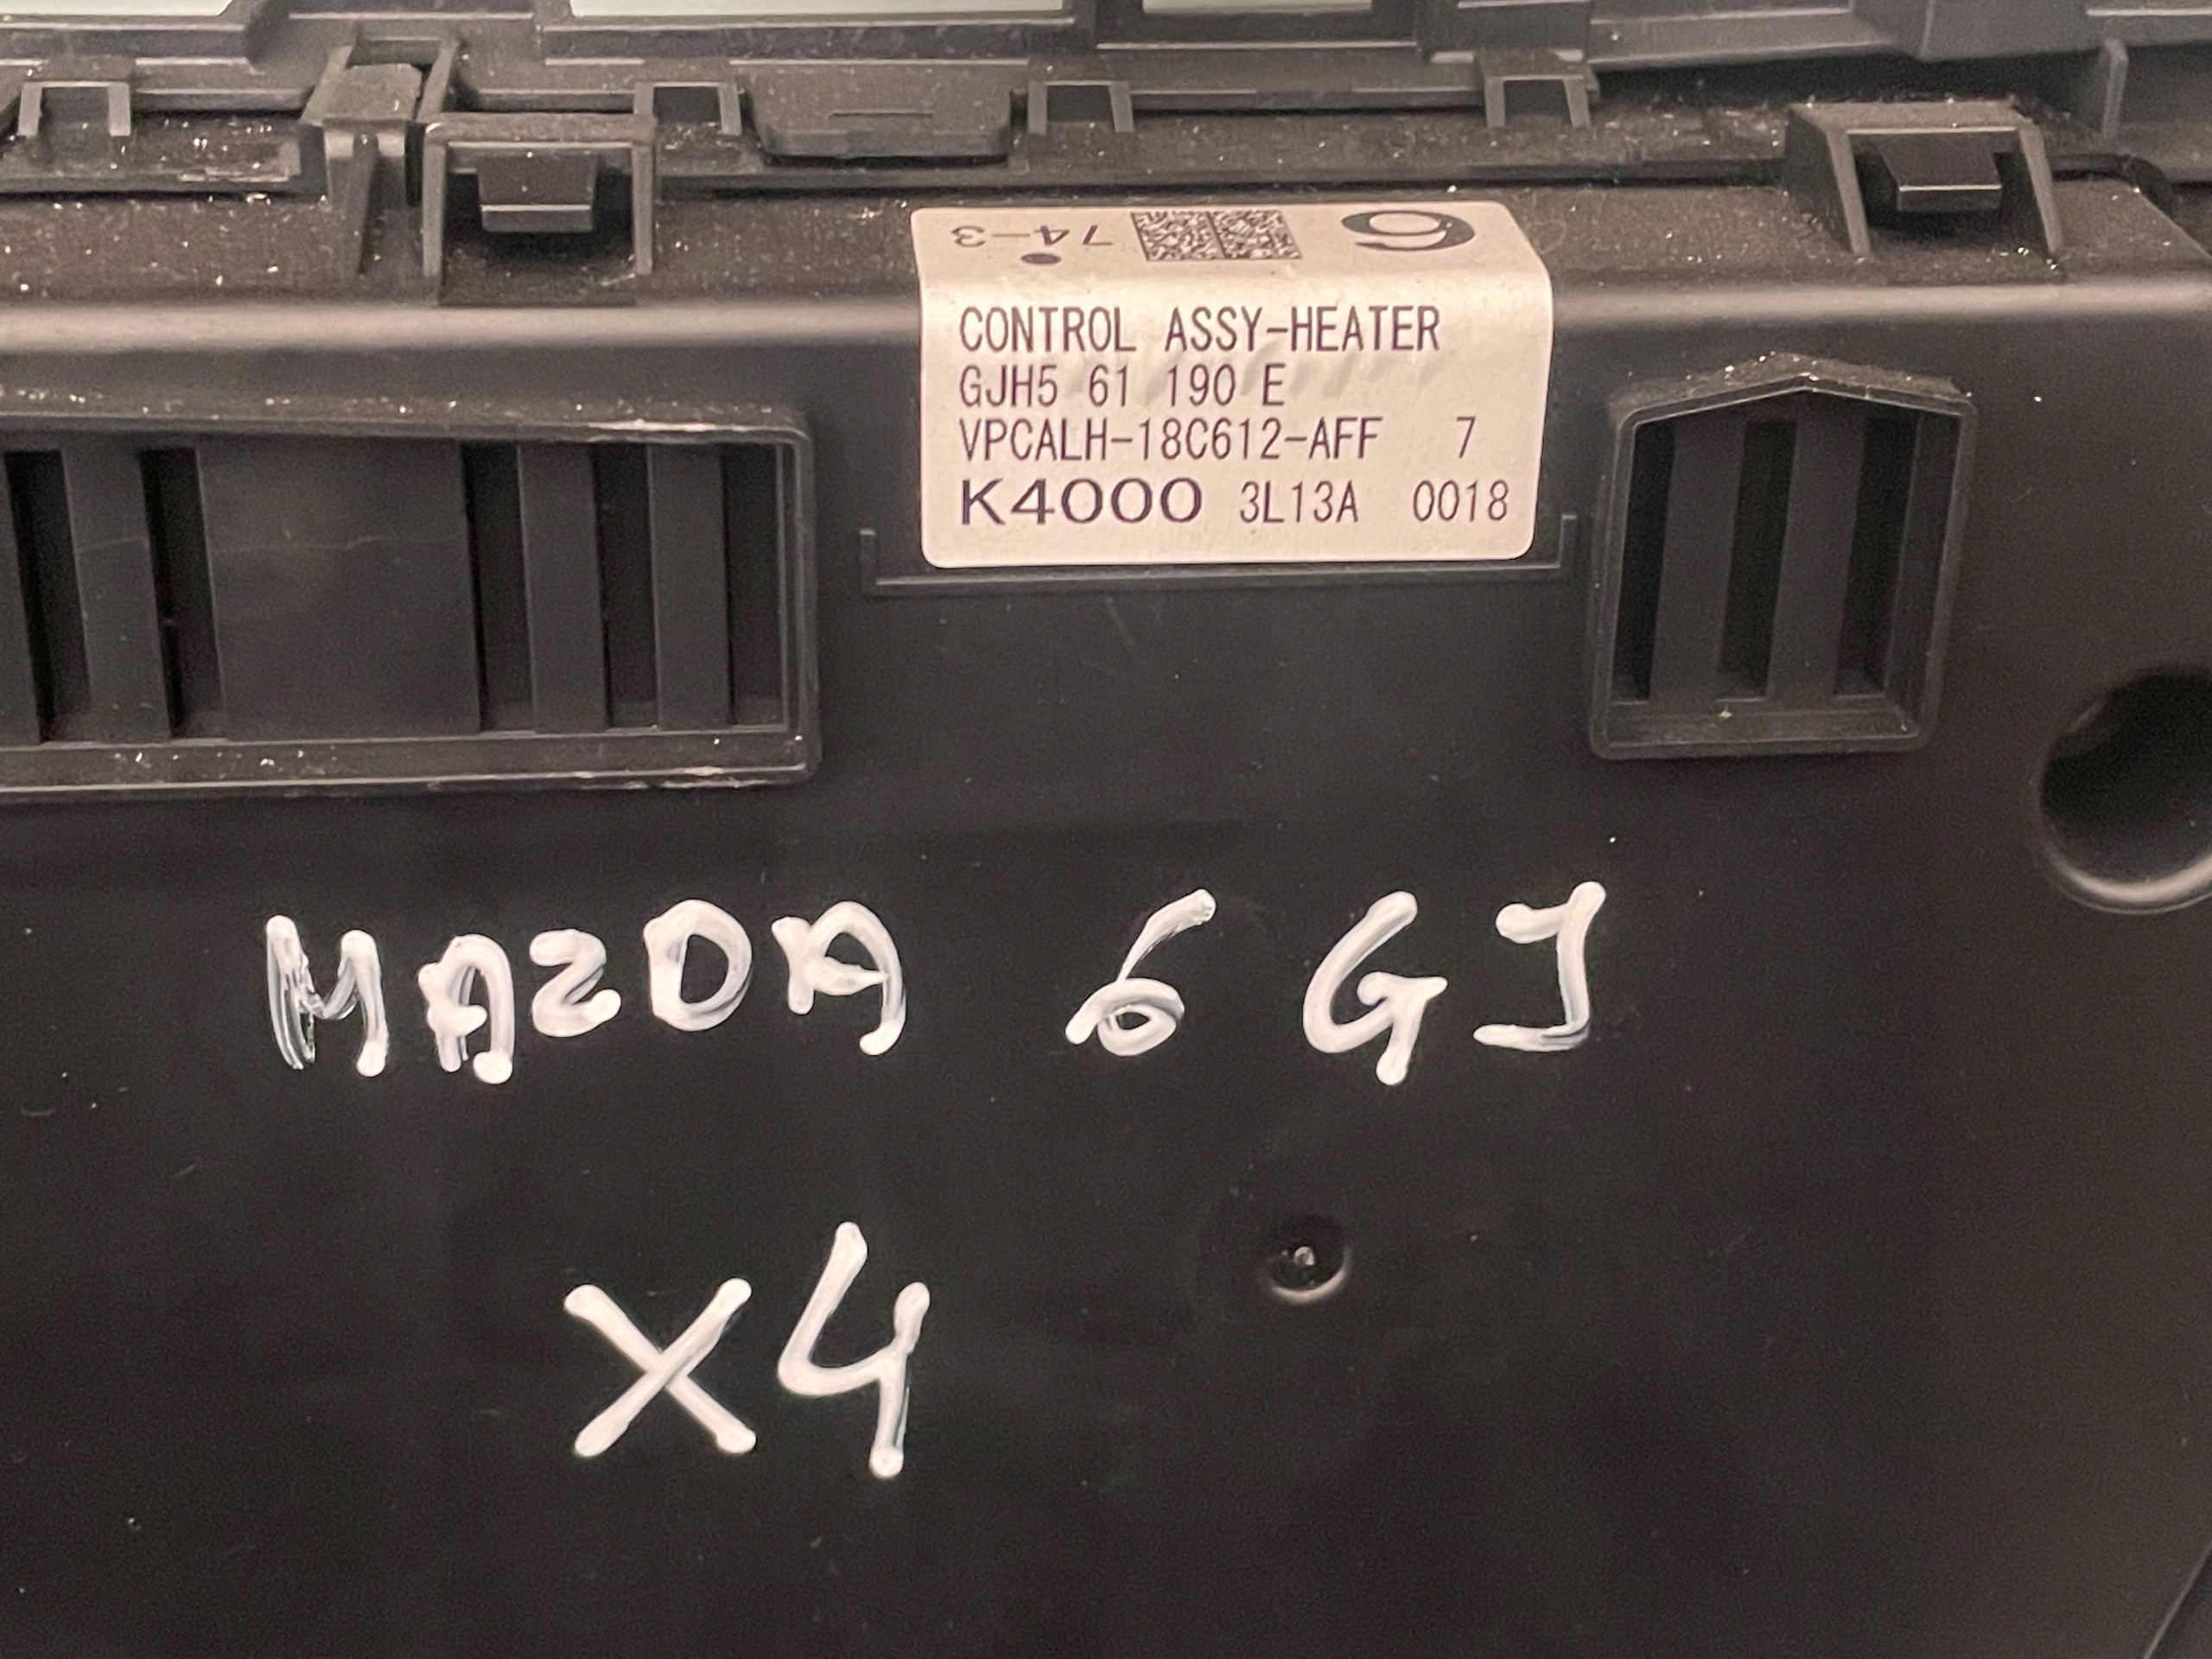 74-3 9
CONTROL ASSY-HEATER
GJH5 61 190 E
VPCALH-18C612-AFF 7
K4000 3L13A 0018
MAZDA 6 GJ
X4